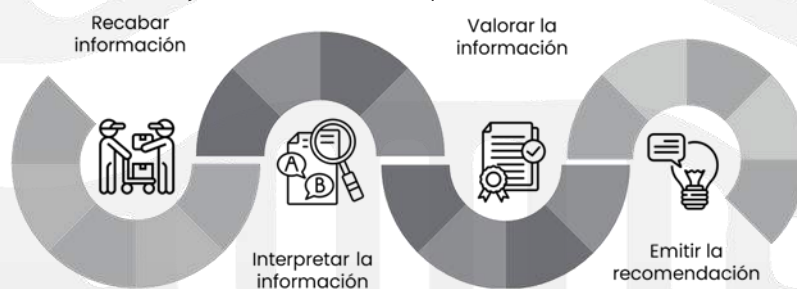 Recabar
información
Interpretar la
información
A
B
Valorar la
información
Emitir la
recomendación